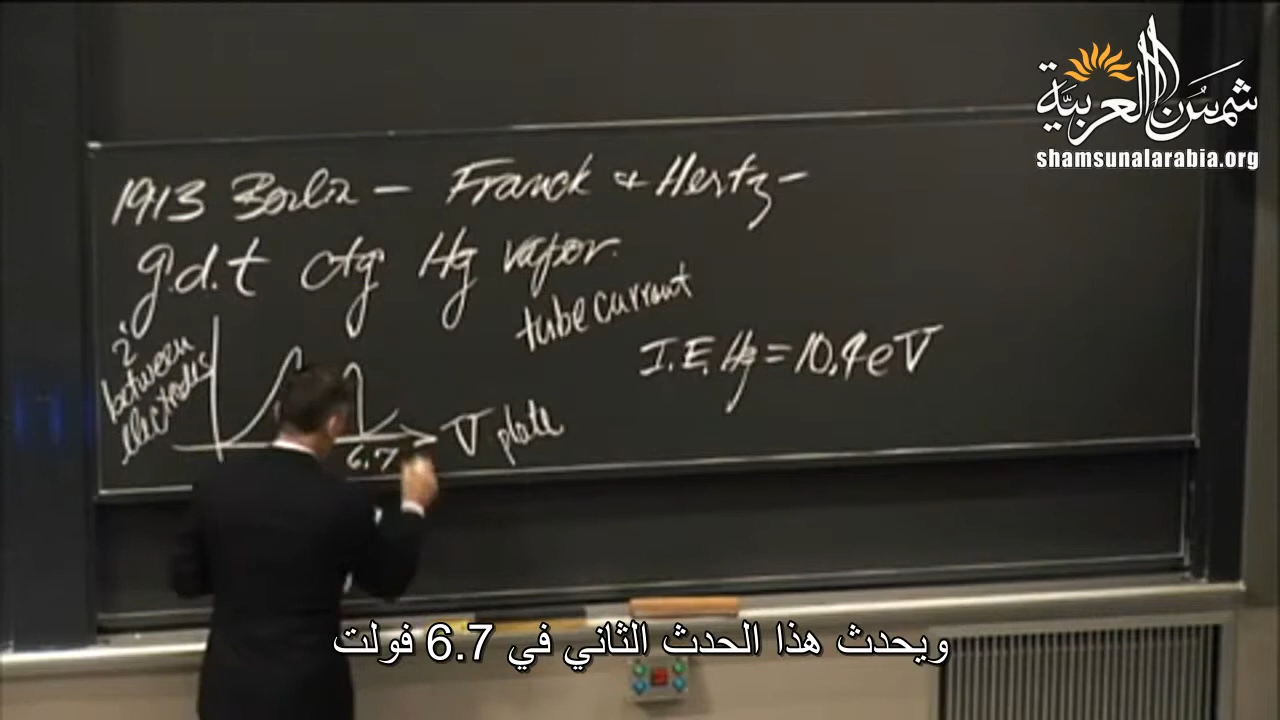 شمس العربية
shamsunalarabia.org
1913 Berlin – Franck & Hertz –
g.d.t ctg Hg vapor.
tube current
i
between
electrodes
I.E. Hg = 10.4 eV
V plate
6.7
ويحدث هذا الحدث الثاني في 6.7 فولت